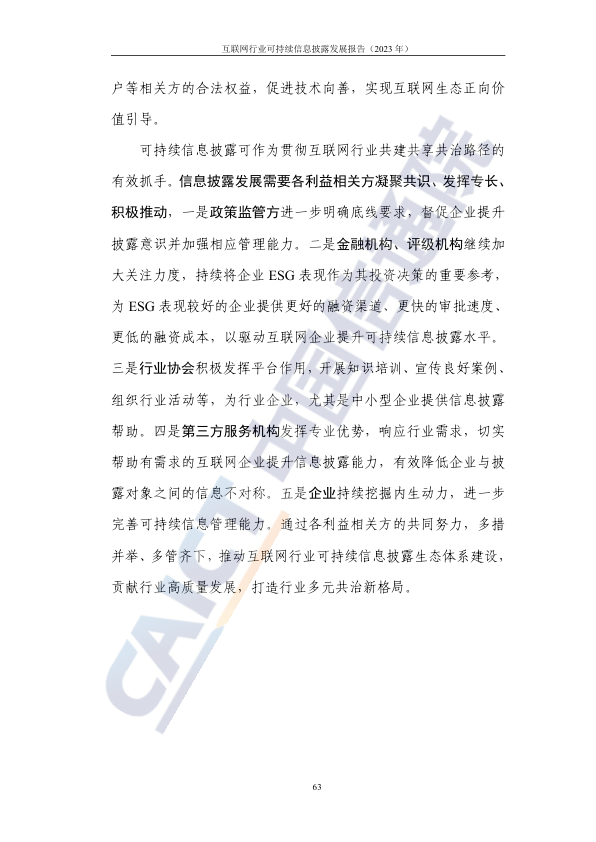 互联网行业可持续信息披露发展报告（2023 年）
户等相关方的合法权益，促进技术向善，实现互联网生态正向价
值引导。
可持续信息披露可作为贯彻互联网行业共建共享共治路径的
有效抓手。信息披露发展需要各利益相关方凝聚共识、发挥专长、
积极推动，一是政策监管方进一步明确底线要求，督促企业提升
披露意识并加强相应管理能力。二是金融机构、评级机构继续加
大关注力度，持续将企业 ESG 表现作为其投资决策的重要参考，
为 ESG 表现较好的企业提供更好的融资渠道、更快的审批速度、
更低的融资成本，以驱动互联网企业提升可持续信息披露水平。
三是行业协会积极发挥平台作用，开展知识培训、宣传良好案例、
组织行业活动等，为行业企业，尤其是中小型企业提供信息披露
帮助。四是第三方服务机构发挥专业优势，响应行业需求，切实
帮助有需求的互联网企业提升信息披露能力，有效降低企业与披
露对象之间的信息不对称。五是企业持续挖掘内生动力，进一步
完善可持续信息管理能力。通过各利益相关方的共同努力，多措
并举、多管齐下，推动互联网行业可持续信息披露生态体系建设，
贡献行业高质量发展，打造行业多元共治新格局。
CAICT 中国信通院
63